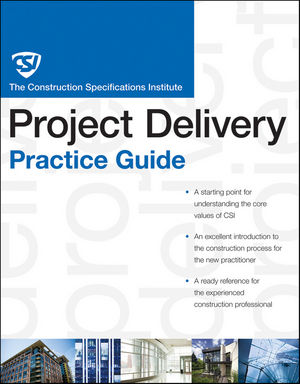 CSI
The Construction Specifications Institute
Project Delivery
Practice Guide
• A starting point for
understanding the core
values of CSI
• An excellent introduction to
the construction process for
the new practitioner
• A ready reference for
the experienced
construction professional